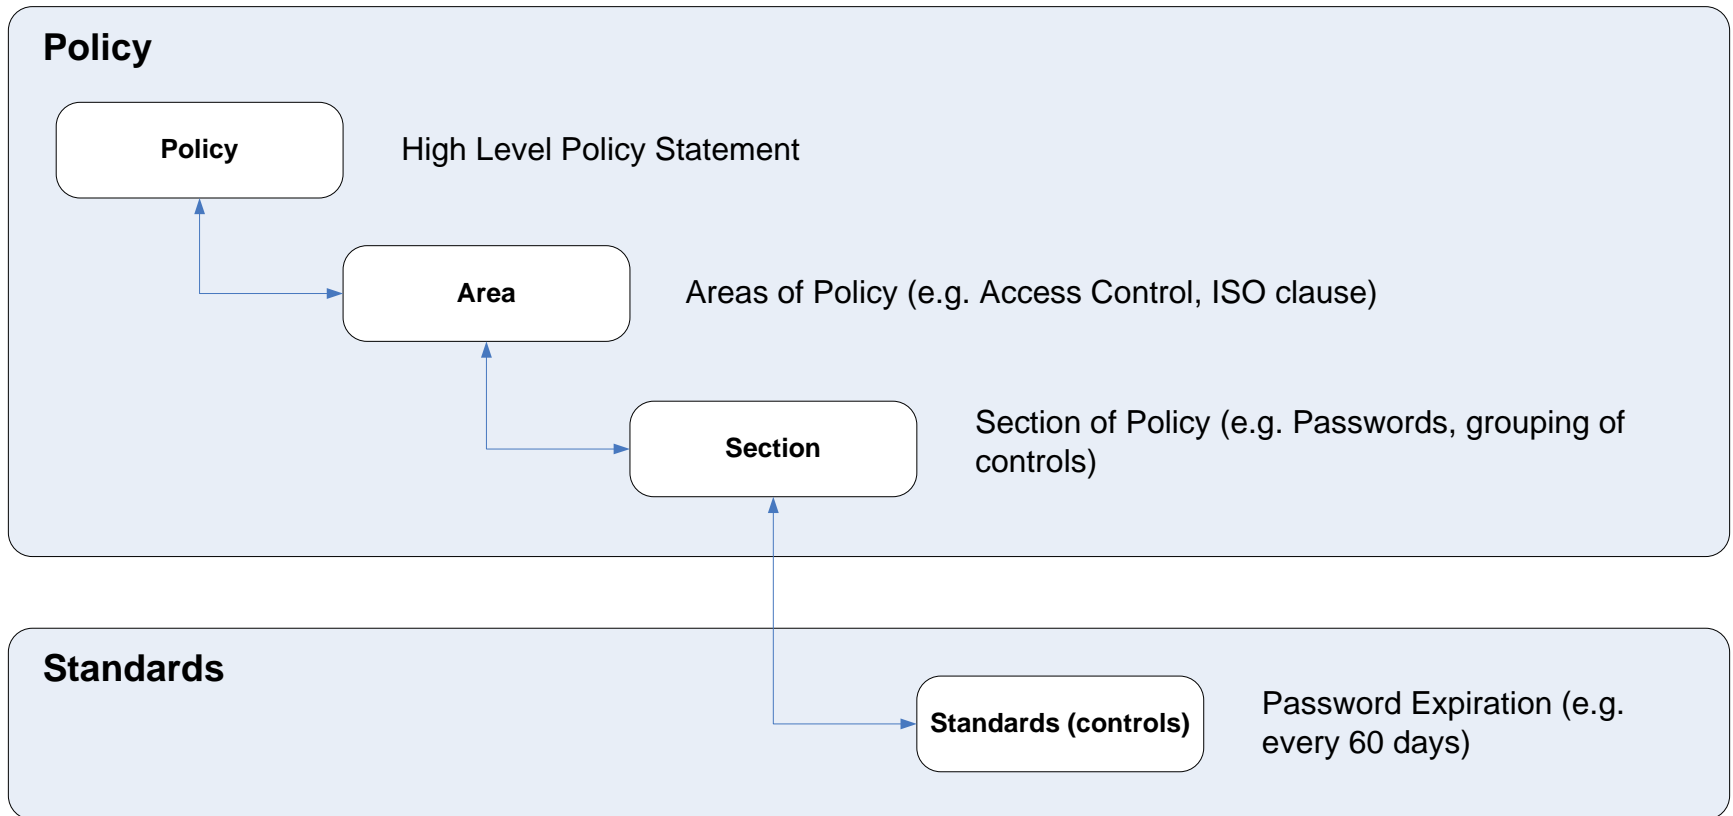 Policy
Policy
High Level Policy Statement
Area
Areas of Policy (e.g. Access Control, ISO clause)
Section
Section of Policy (e.g. Passwords, grouping of
controls)
Standards
Standards (controls)
Password Expiration (e.g.
every 60 days)